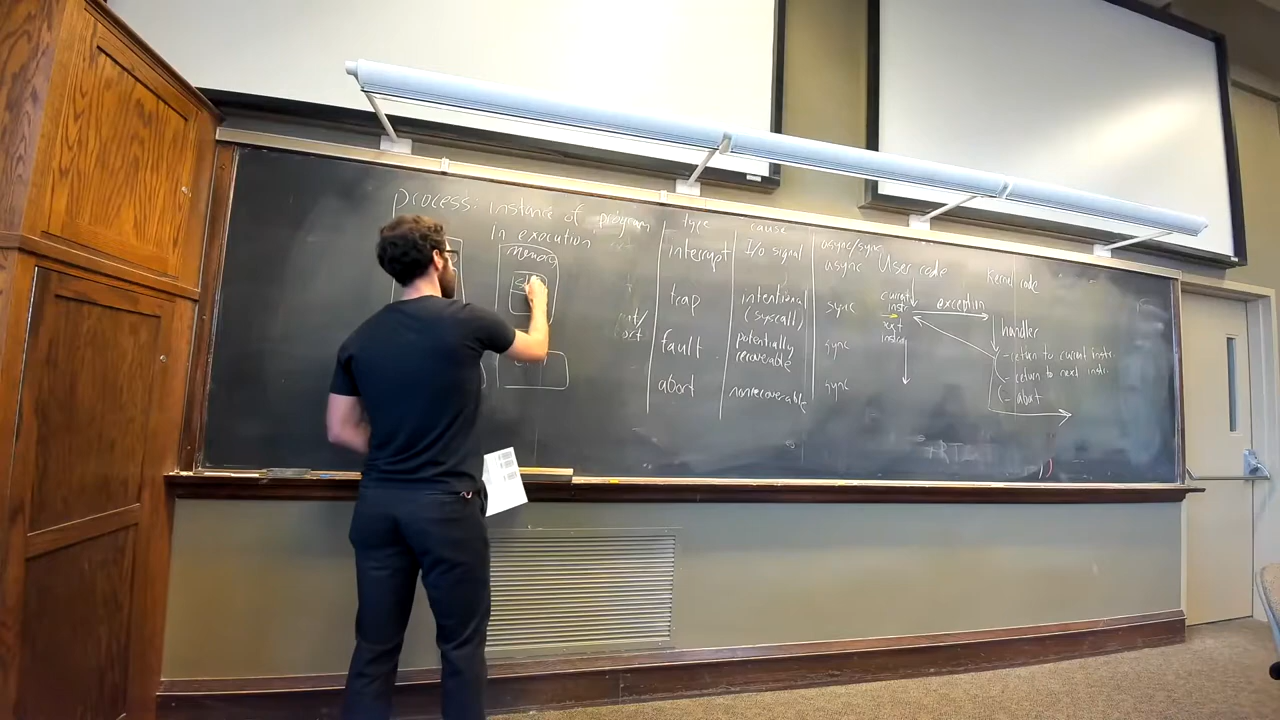 process: instance of program
In execution
memory
type cause async/sync
interrupt I/o signal async
trap intentional (syscall) sync
fault potentially recoverable sync
abort nonrecoverable sync
User code
Kernel code
current instr
exception
handler
- return to current instr.
- return to next instr.
- abort